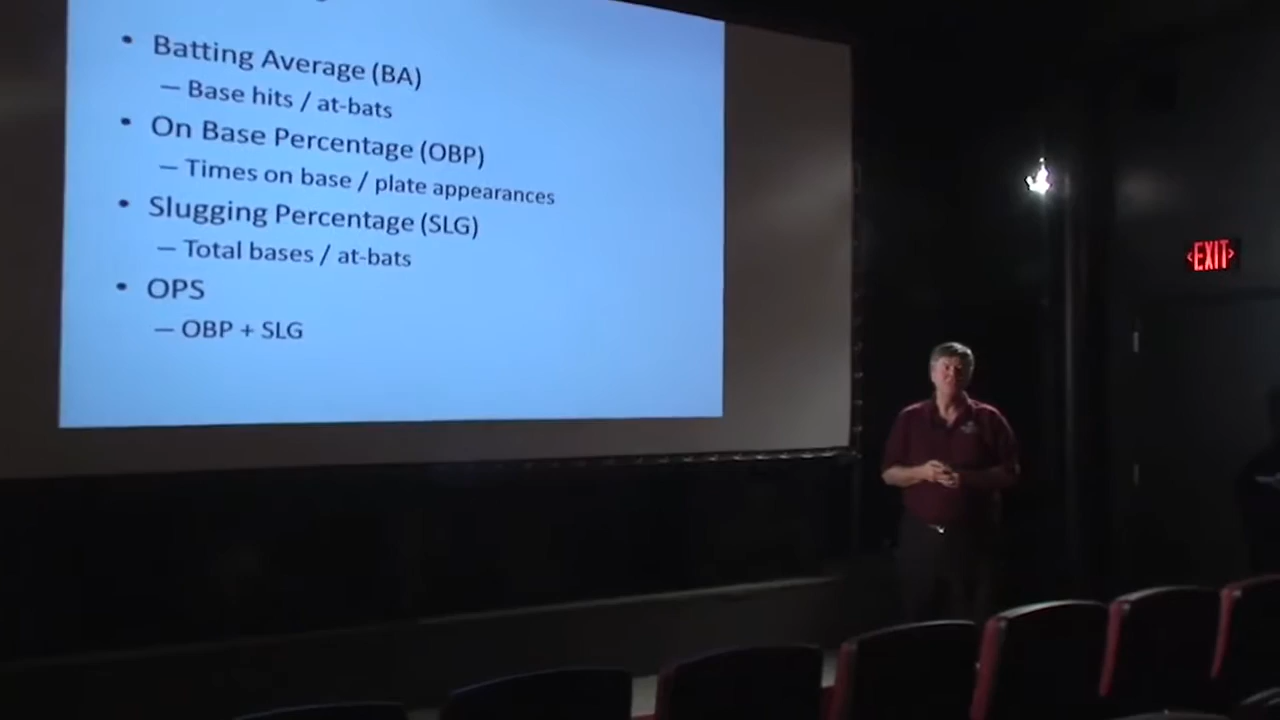 • Batting Average (BA)
– Base hits / at-bats
• On Base Percentage (OBP)
– Times on base / plate appearances
• Slugging Percentage (SLG)
– Total bases / at-bats
• OPS
– OBP + SLG
<EXIT>